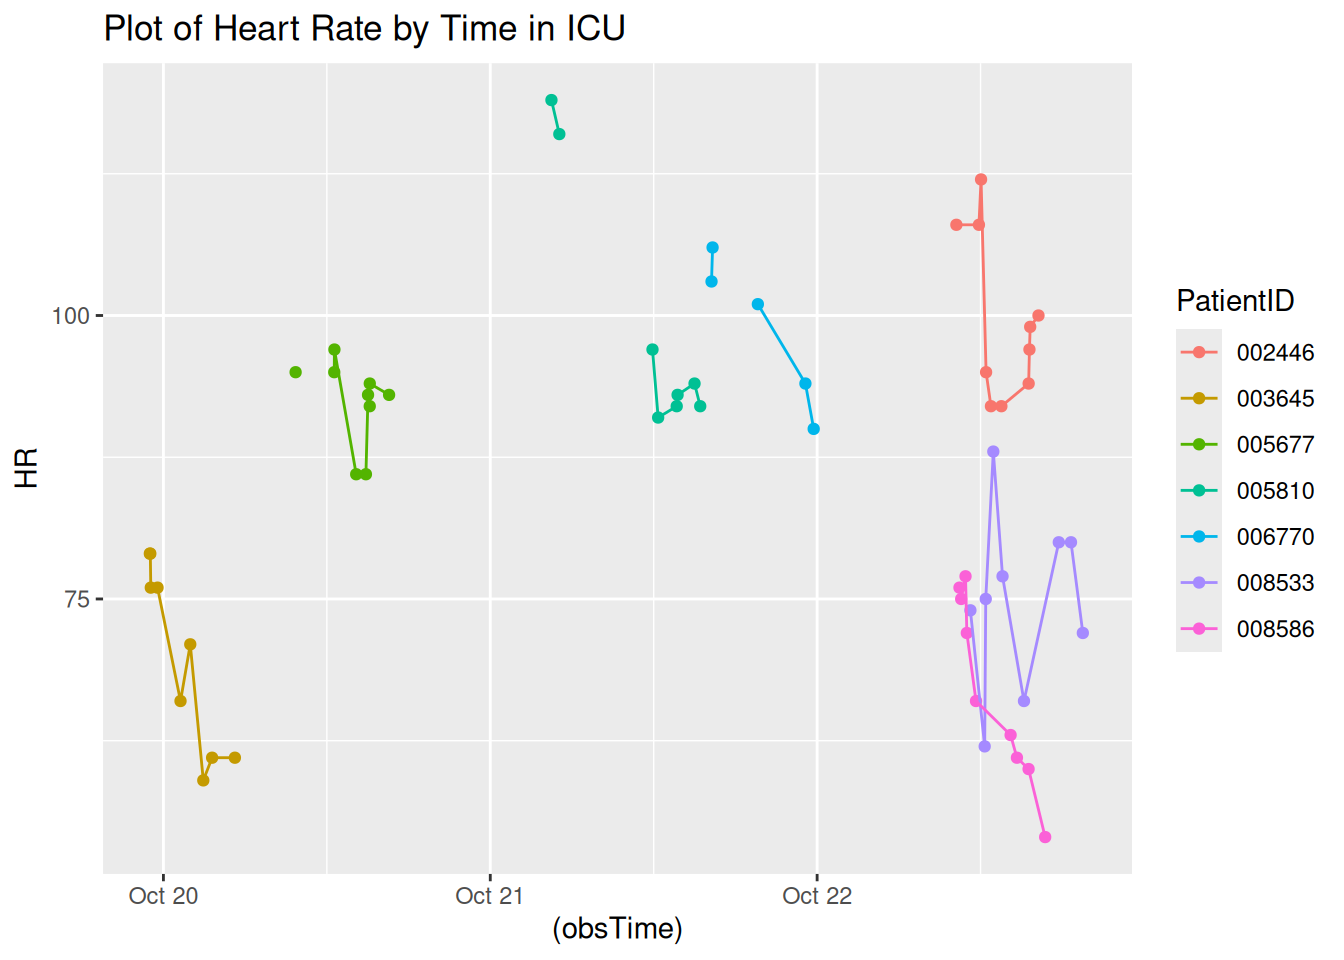 Plot of Heart Rate by Time in ICU
HR
100
75
Oct 20
Oct 21
Oct 22
(obsTime)
PatientID
002446
003645
005677
005810
006770
008533
008586